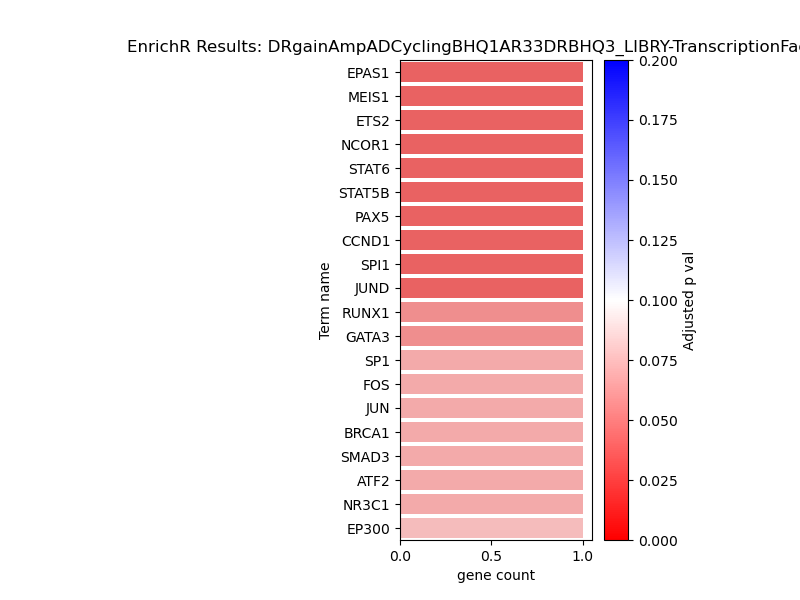 EnrichR Results: DRgainAmpADCyclingBHQ1AR33DRBHQ3_LIBRY-TranscriptionFa
EPAS1
MEIS1
ETS2
NCOR1
STAT6
STAT5B
PAX5
CCND1
SPI1
JUND
RUNX1
GATA3
SP1
FOS
JUN
BRCA1
SMAD3
ATF2
NR3C1
EP300
Term name
0.0 0.5 1.0
gene count
0.200
0.175
0.150
0.125
0.100
0.075
0.050
0.025
0.000
Adjusted p val